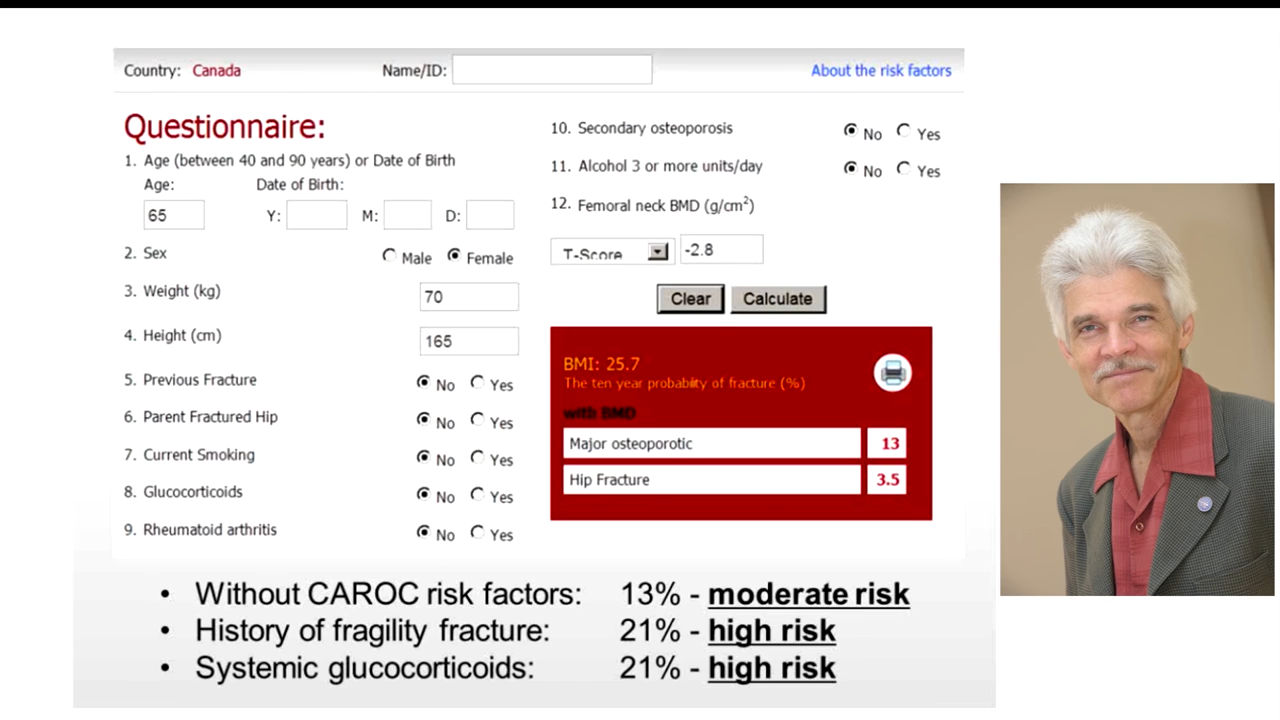 Country: Canada
Name/ID:
About the risk factors
Questionnaire:
1. Age (between 40 and 90 years) or Date of Birth
Age: Date of Birth:
65 Y: M: D:
2. Sex Male Female
3. Weight (kg) 70
4. Height (cm) 165
5. Previous Fracture No Yes
6. Parent Fractured Hip No Yes
7. Current Smoking No Yes
8. Glucocorticoids No Yes
9. Rheumatoid arthritis No Yes
10. Secondary osteoporosis No Yes
11. Alcohol 3 or more units/day No Yes
12. Femoral neck BMD (g/cm²)
T-Score -2.8
Clear Calculate
BMI: 25.7
The ten year probability of fracture (%)
with BMD
Major osteoporotic 13
Hip Fracture 3.5
• Without CAROC risk factors: 13% - moderate risk
• History of fragility fracture: 21% - high risk
• Systemic glucocorticoids: 21% - high risk